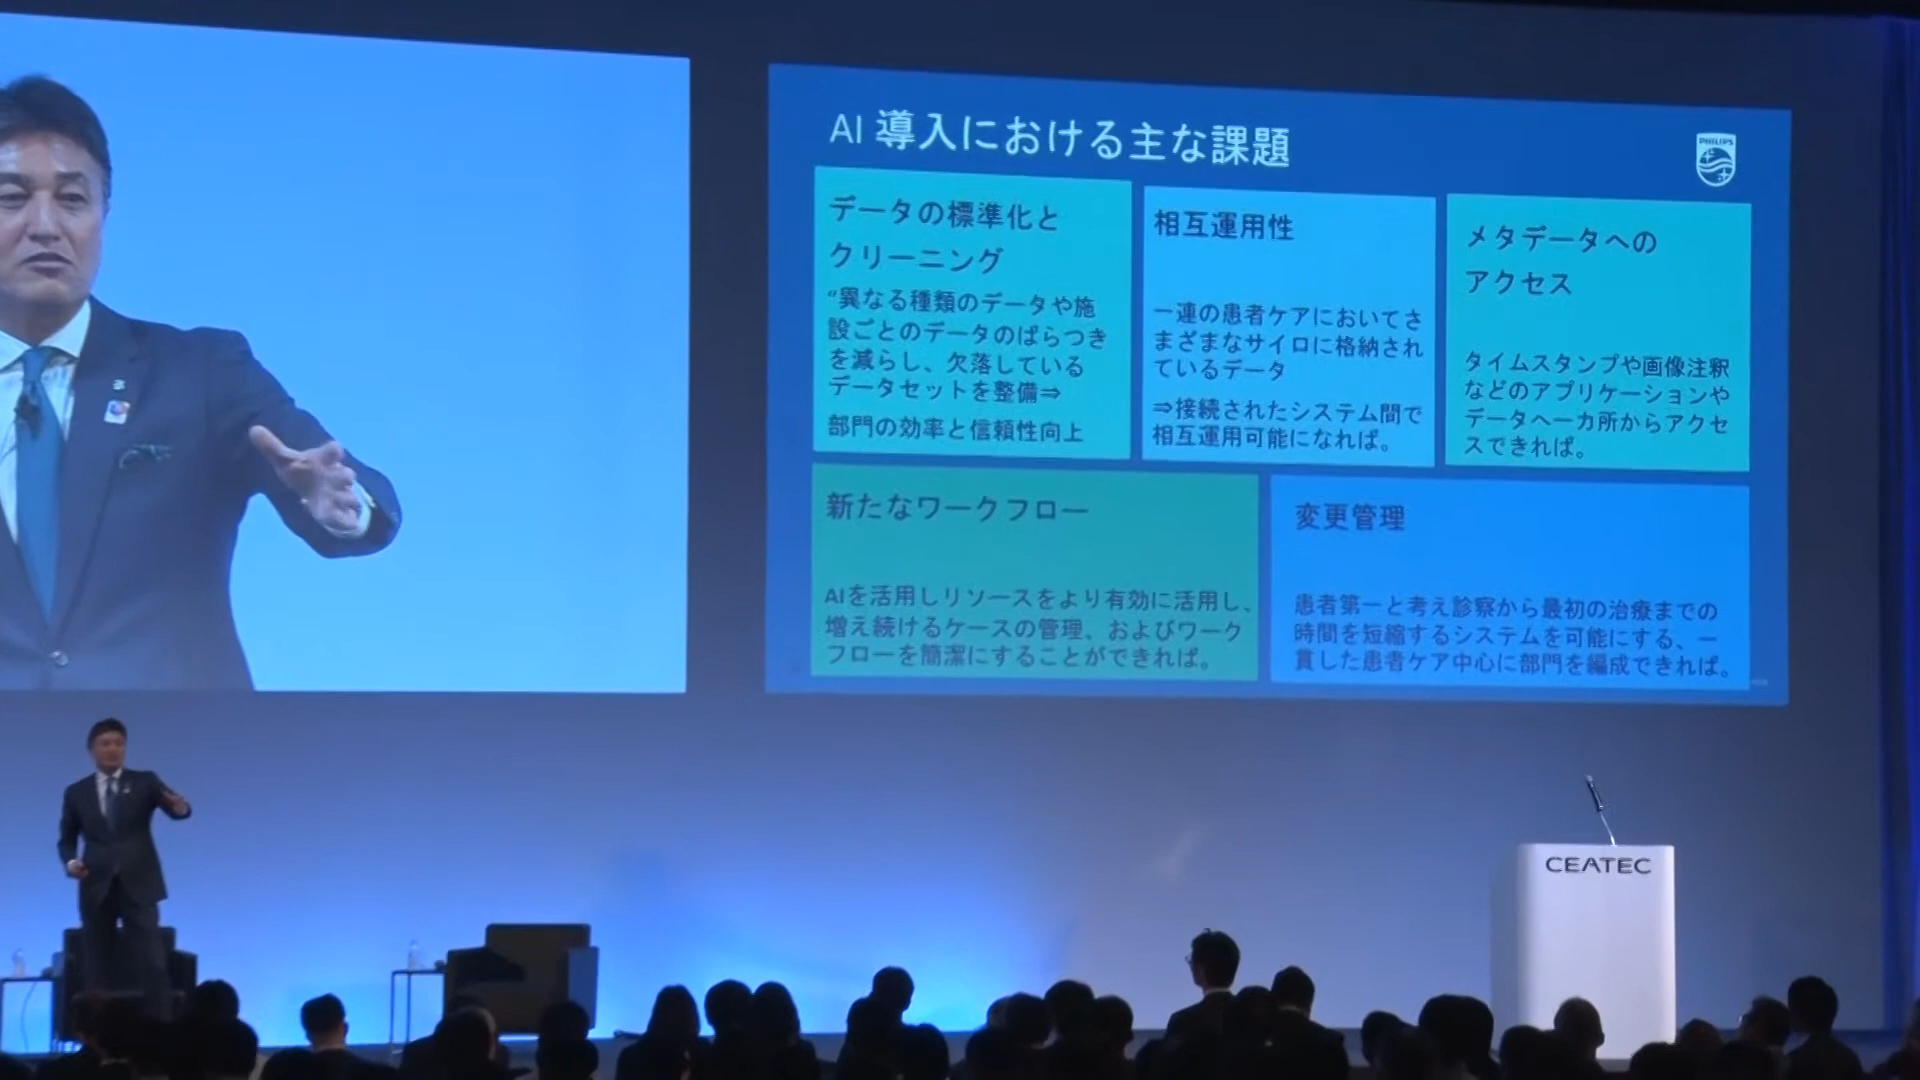 AI 導入における主な課題
PHILIPS
データの標準化と
クリーニング
“異なる種類のデータや施
設ごとのデータのばらつき
を減らし、欠落している
データセットを整備⇒
部門の効率と信頼性向上
相互運用性
一連の患者ケアにおいてさ
まざまなサイロに格納され
ているデータ
⇒接続されたシステム間で
相互運用可能になれば。
メタデータへの
アクセス
タイムスタンプや画像注釈
などのアプリケーションや
データへ一カ所からアクセ
スできれば。
新たなワークフロー
AIを活用しリソースをより有効に活用し、
増え続けるケースの管理、およびワーク
フローを簡潔にすることができれば。
変更管理
患者第一と考え診察から最初の治療までの
時間を短縮するシステムを可能にする、一
貫した患者ケア中心に部門を編成できれば。
CEATEC